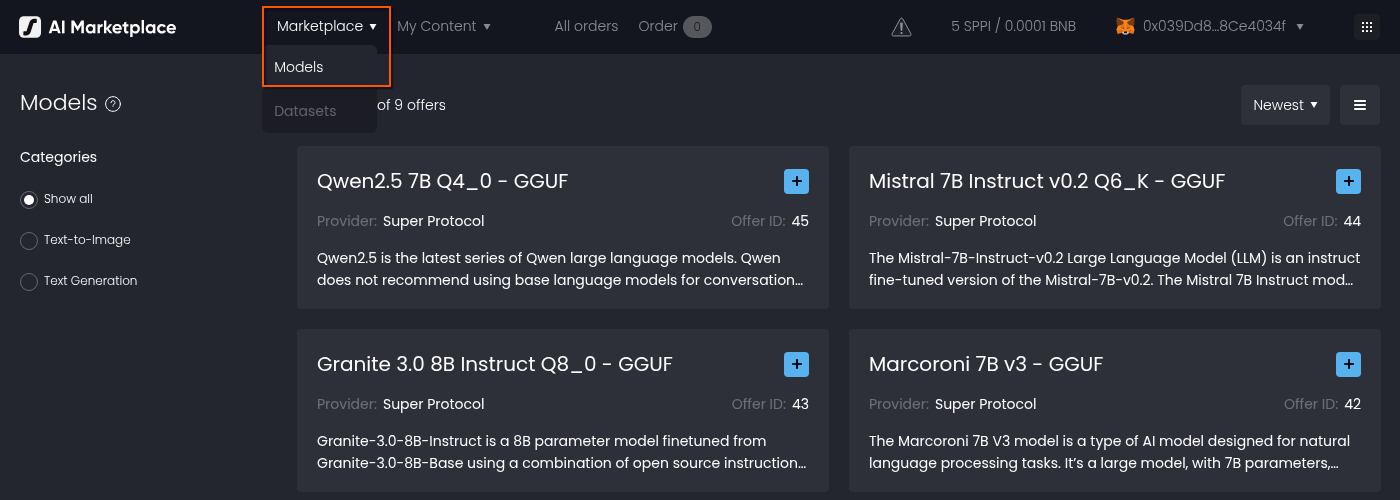 AI Marketplace
Marketplace
My Content
All orders
Order 0
5 SPPI / 0.0001 BNB
0x039Dd8...8Ce4034f
Models
Datasets
Models ?
of 9 offers
Newest
Categories
Show all
Text-to-Image
Text Generation
Qwen2.5 7B Q4_0 - GGUF
Provider: Super Protocol Offer ID: 45
Qwen2.5 is the latest series of Qwen large language models. Qwen
does not recommend using base language models for conversation...
Mistral 7B Instruct v0.2 Q6_K - GGUF
Provider: Super Protocol Offer ID: 44
The Mistral-7B-Instruct-v0.2 Large Language Model (LLM) is an instruct
fine-tuned version of the Mistral-7B-v0.2. The Mistral 7B Instruct mod...
Granite 3.0 8B Instruct Q8_0 - GGUF
Provider: Super Protocol Offer ID: 43
Granite-3.0-8B-Instruct is a 8B parameter model finetuned from
Granite-3.0-8B-Base using a combination of open source instruction...
Marcoroni 7B v3 - GGUF
Provider: Super Protocol Offer ID: 42
The Marcoroni 7B V3 model is a type of AI model designed for natural
language processing tasks. It's a large model, with 7B parameters,...